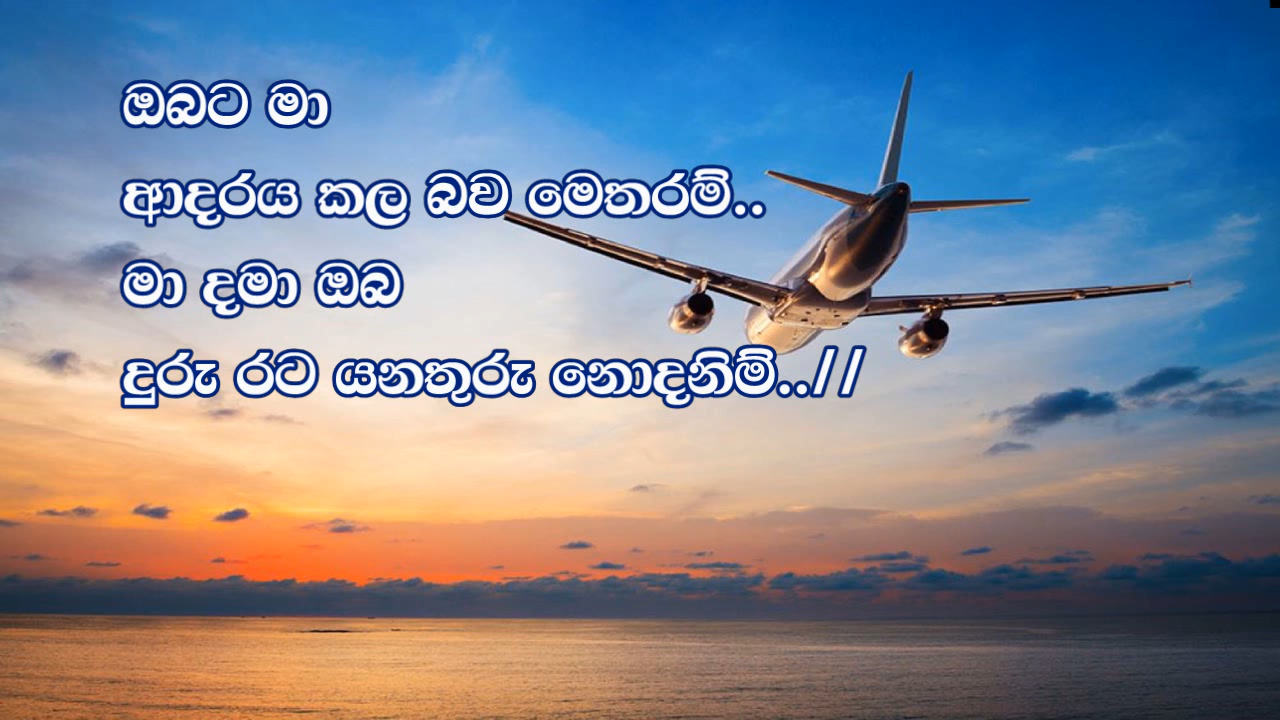 ඔබට මා
ආදරය කල බව මෙතරම්..
මා දමා ඔබ
දුරු රට යනතුරු නොදනිම්..//